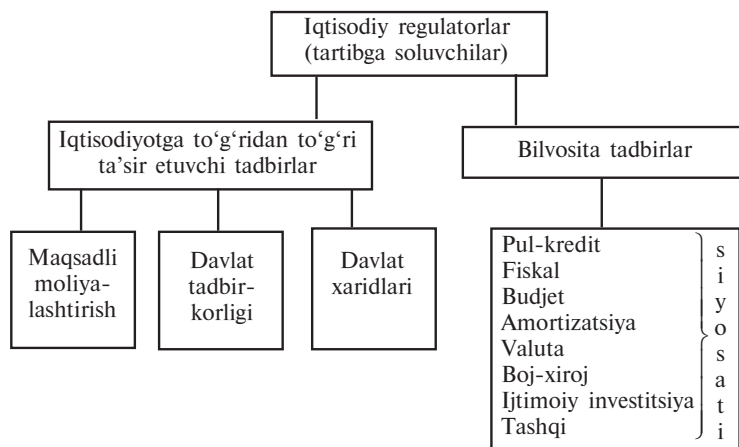 Iqtisodiy regulatorlar
(tartibga soluvchilar)
Iqtisodiyotga to‘g‘ridan to‘g‘ri
ta’sir etuvchi tadbirlar
Bilvosita tadbirlar
Maqsadli
moliya-
lashtirish
Davlat
tadbir-
korligi
Davlat
xaridlari
Pul-kredit
Fiskal
Budjet
Amortizatsiya
Valuta
Boj-xiroj
Ijtimoiy investitsiya
Tashqi
s
i
y
o
s
a
t
i